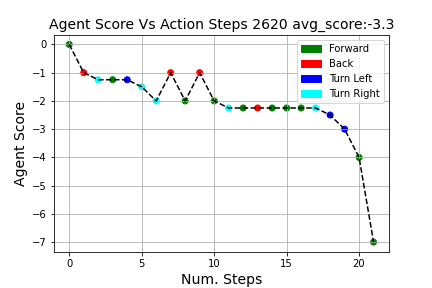 Agent Score Vs Action Steps 2620 avg_score:-3.3
Agent Score
0
−1
−2
−3
−4
−5
−6
−7
Forward
Back
Turn Left
Turn Right
0 5 10 15 20
Num. Steps